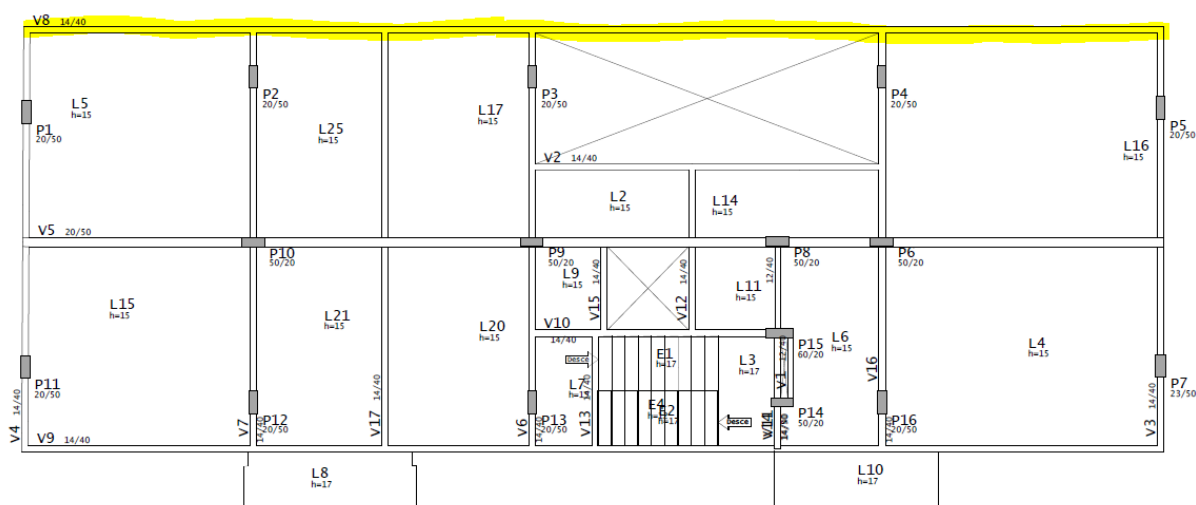 V8 14/40
L5
h=15
P1
20/50
P2
20/50
L25
h=15
L17
h=15
P3
20/50
P4
20/50
L16
h=15
P5
20/50
V2 14/40
L2
h=15
L14
h=15
V5 20/50
P10
50/20
P9
50/20
P8
50/20
P6
50/20
L9
h=15
14/40
V15
14/40
V12
L11
h=15
12/40
L15
h=15
L21
h=15
L20
h=15
V10
14/40
P15
60/20
L6
h=15
V16
L4
h=15
P11
20/50
14/40
V4
V9 14/40
V7
14/40
P12
20/50
14/40
V17
V6
14/40
P13
20/50
L7
h=15
14/40
V13
Desce
E1
h=17
E4
E2
h=17
L3
h=17
Desce
12/40
V1
P14
50/20
14/40
P16
20/50
P7
23/50
14/40
V3
L8
h=17
L10
h=17